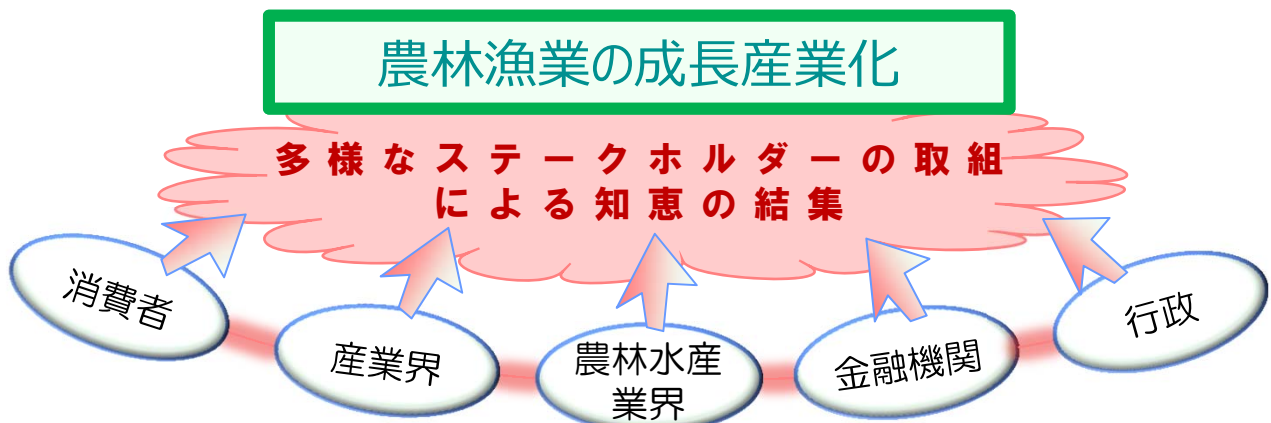 農林漁業の成長産業化
多様なステークホルダーの取組
による知恵の結集
消費者
産業界
農林水産
業界
金融機関
行政